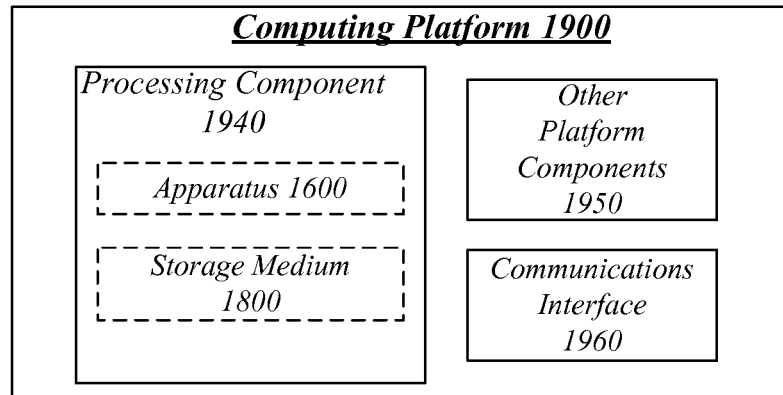 Computing Platform 1900
Processing Component
1940
Apparatus 1600
Storage Medium
1800
Other
Platform
Components
1950
Communications
Interface
1960